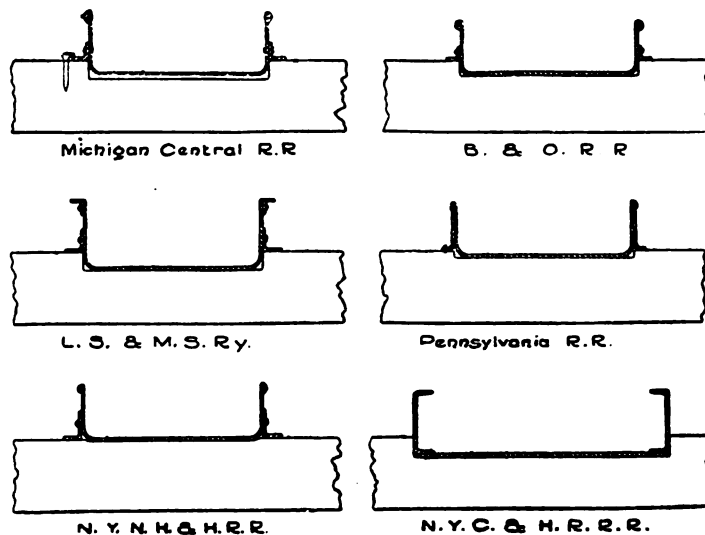 Michigan Central R.R
B. & O. R R
L. S. & M. S. Ry.
Pennsylvania R.R.
N. Y. N. H. & H. R. R.
N. Y. C. & H. R. R. R.